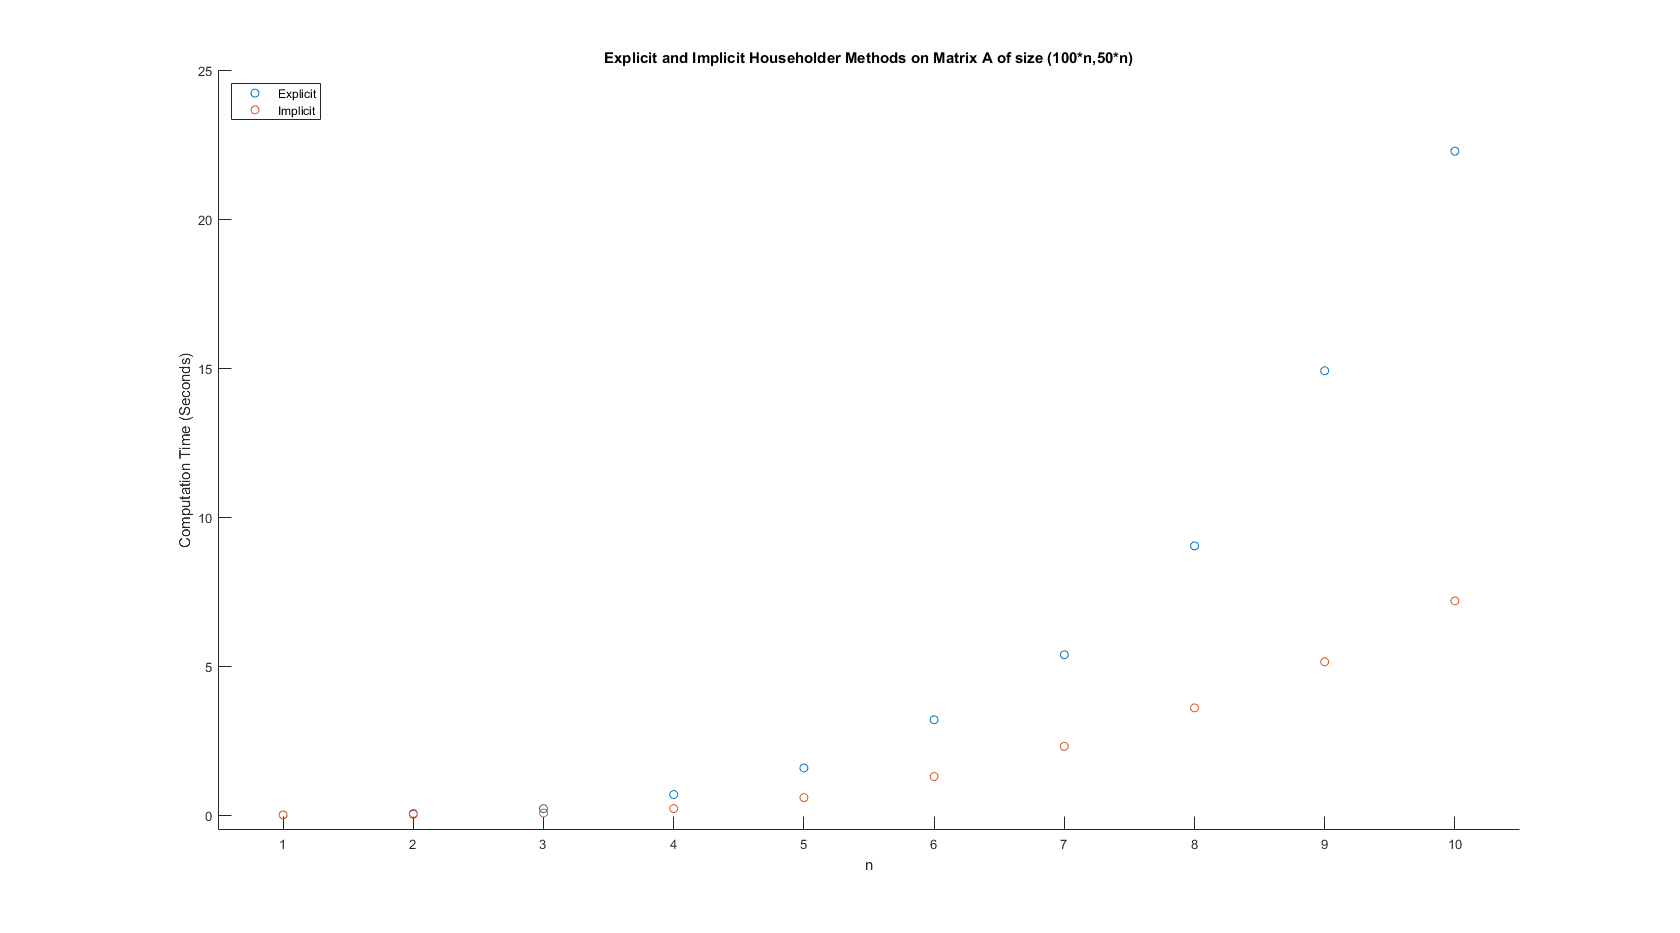 Explicit and Implicit Householder Methods on Matrix A of size (100*n,50*n)
Explicit
Implicit
25
20
15
10
5
0
Computation Time (Seconds)
1 2 3 4 5 6 7 8 9 10
n